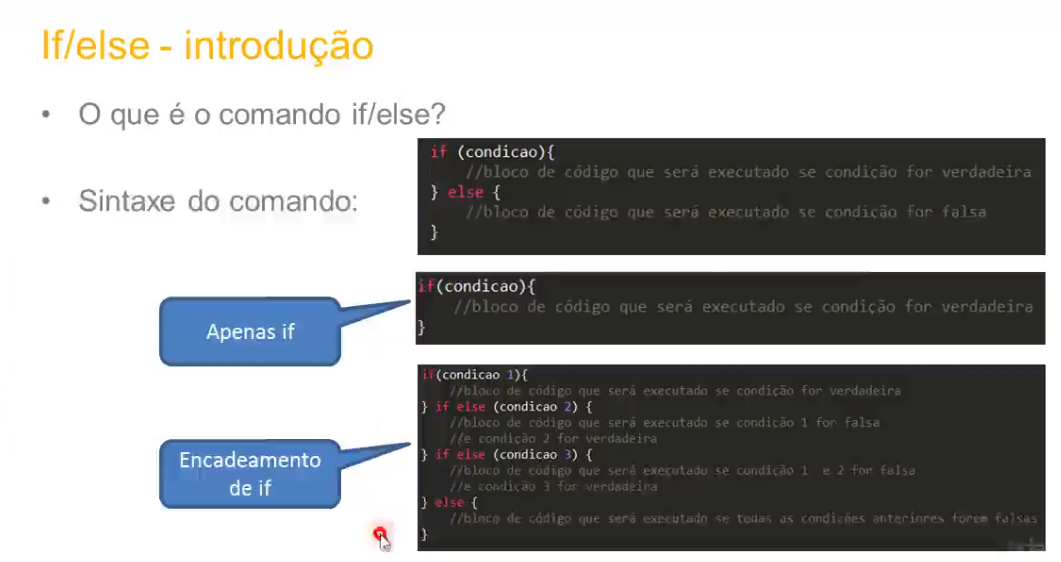 If/else - introdução
• O que é o comando if/else?
• Sintaxe do comando:
if (condicao){
//bloco de código que será executado se condição for verdadeira
} else {
//bloco de código que será executado se condição for falsa
}
Apenas if
if(condicao){
//bloco de código que será executado se condição for verdadeira
}
Encadeamento
de if
if(condicao 1){
//bloco de código que será executado se condição for verdadeira
} if else (condicao 2) {
//bloco de código que será executado se condição 1 for falsa
//e condição 2 for verdadeira
} if else (condicao 3) {
//bloco de código que será executado se condição 1 e 2 for falsa
//e condição 3 for verdadeira
} else {
//bloco de código que será executado se todas as condições anteriores forem falsas
}